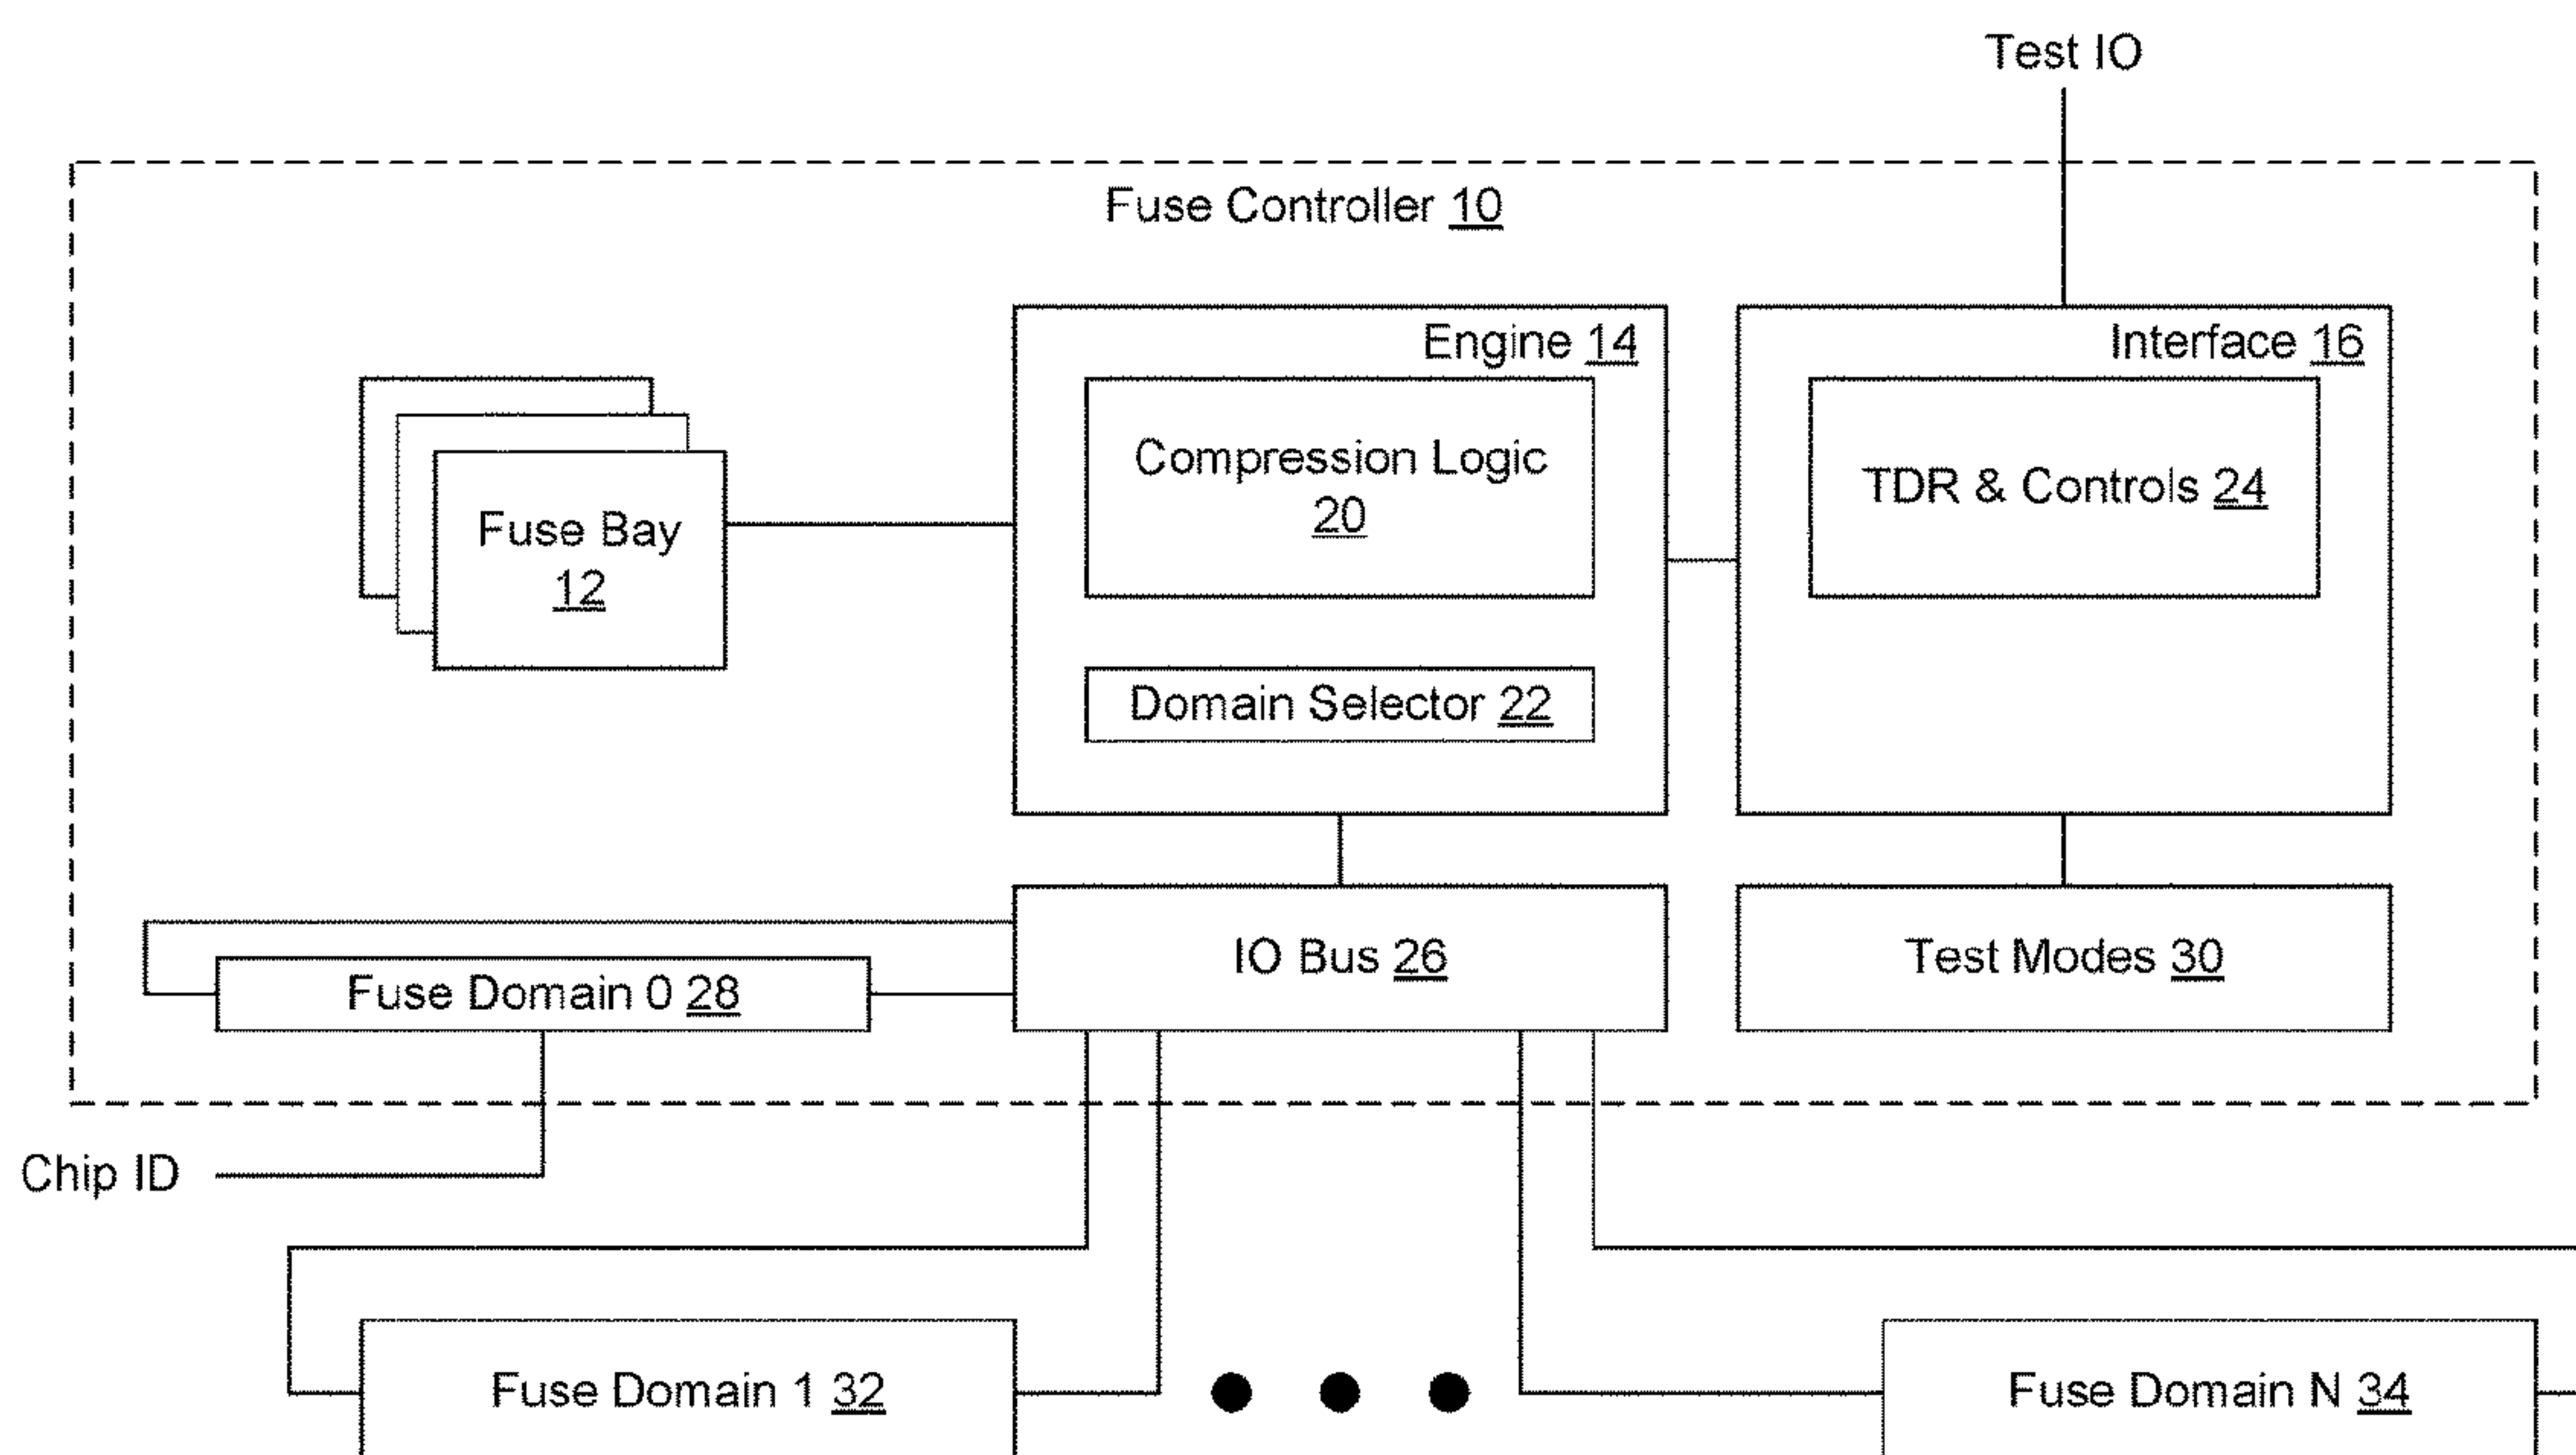 Test IO
Fuse Controller 10
Engine 14
Interface 16
Compression Logic
20
TDR & Controls 24
Fuse Bay
12
Domain Selector 22
IO Bus 26
Test Modes 30
Fuse Domain 0 28
Chip ID
Fuse Domain 1 32
Fuse Domain N 34